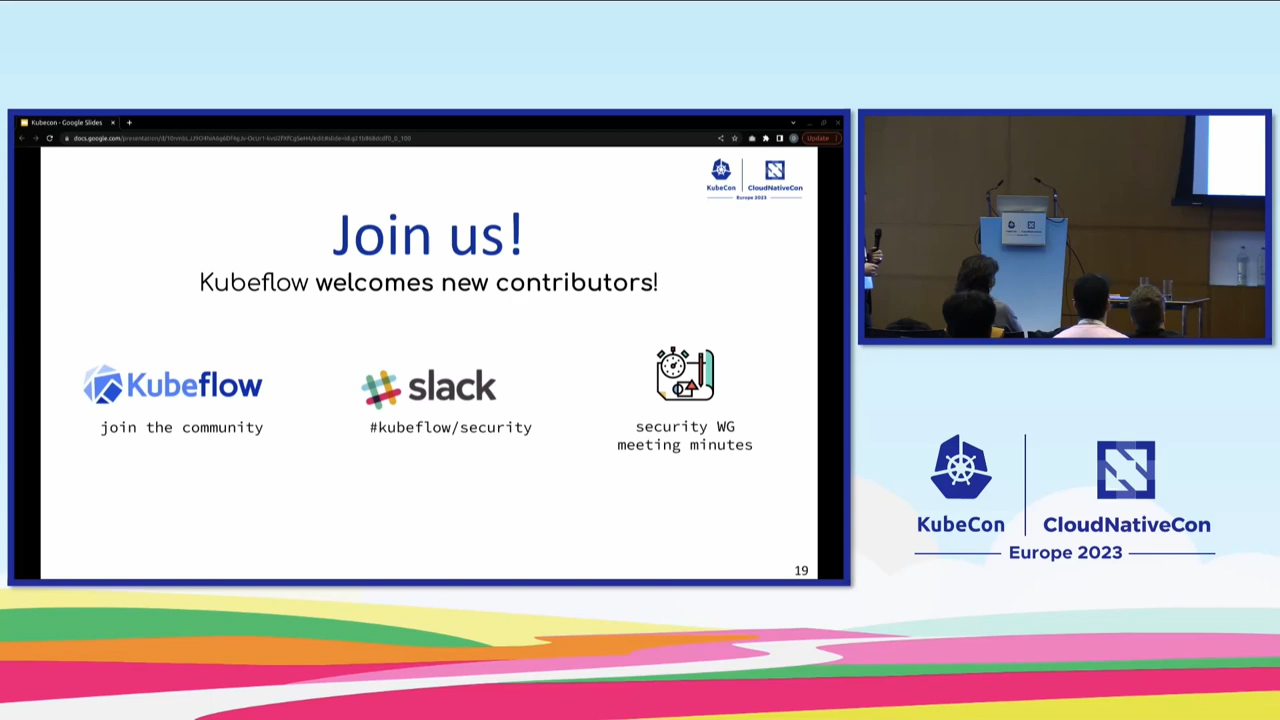 Kubecon - Google Slides
Update
KubeCon
CloudNativeCon
Europe 2023
Join us!
Kubeflow welcomes new contributors!
Kubeflow
join the community
slack
#kubeflow/security
security WG
meeting minutes
19
KubeCon
CloudNativeCon
Europe 2023